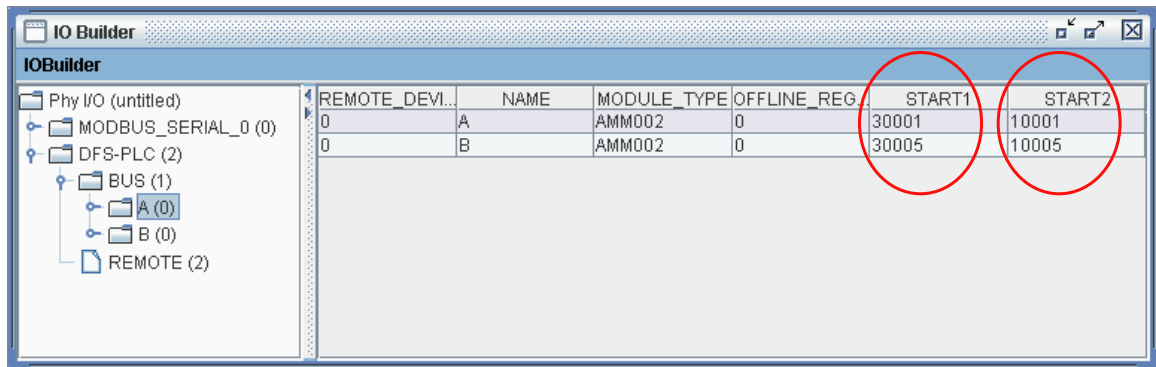 IO Builder
IOBuilder
Phy I/O (untitled)
MODBUS_SERIAL_0 (0)
DFS-PLC (2)
BUS (1)
A (0)
B (0)
REMOTE (2)
REMOTE_DEVI... NAME MODULE_TYPE OFFLINE_REG... START1 START2
0 A AMM002 0 30001 10001
0 B AMM002 0 30005 10005